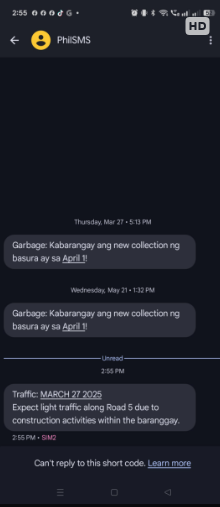 2:55
HD
PhilSMS
Thursday, Mar 27 • 5:13 PM
Garbage: Kabarangay ang new collection ng
basura ay sa April 1!
Wednesday, May 21 • 1:32 PM
Garbage: Kabarangay ang new collection ng
basura ay sa April 1!
Unread
2:55 PM
Traffic: MARCH 27 2025
Expect light traffic along Road 5 due to
construction activities within the baranggay.
2:55 PM • SIM2
Can't reply to this short code. Learn more